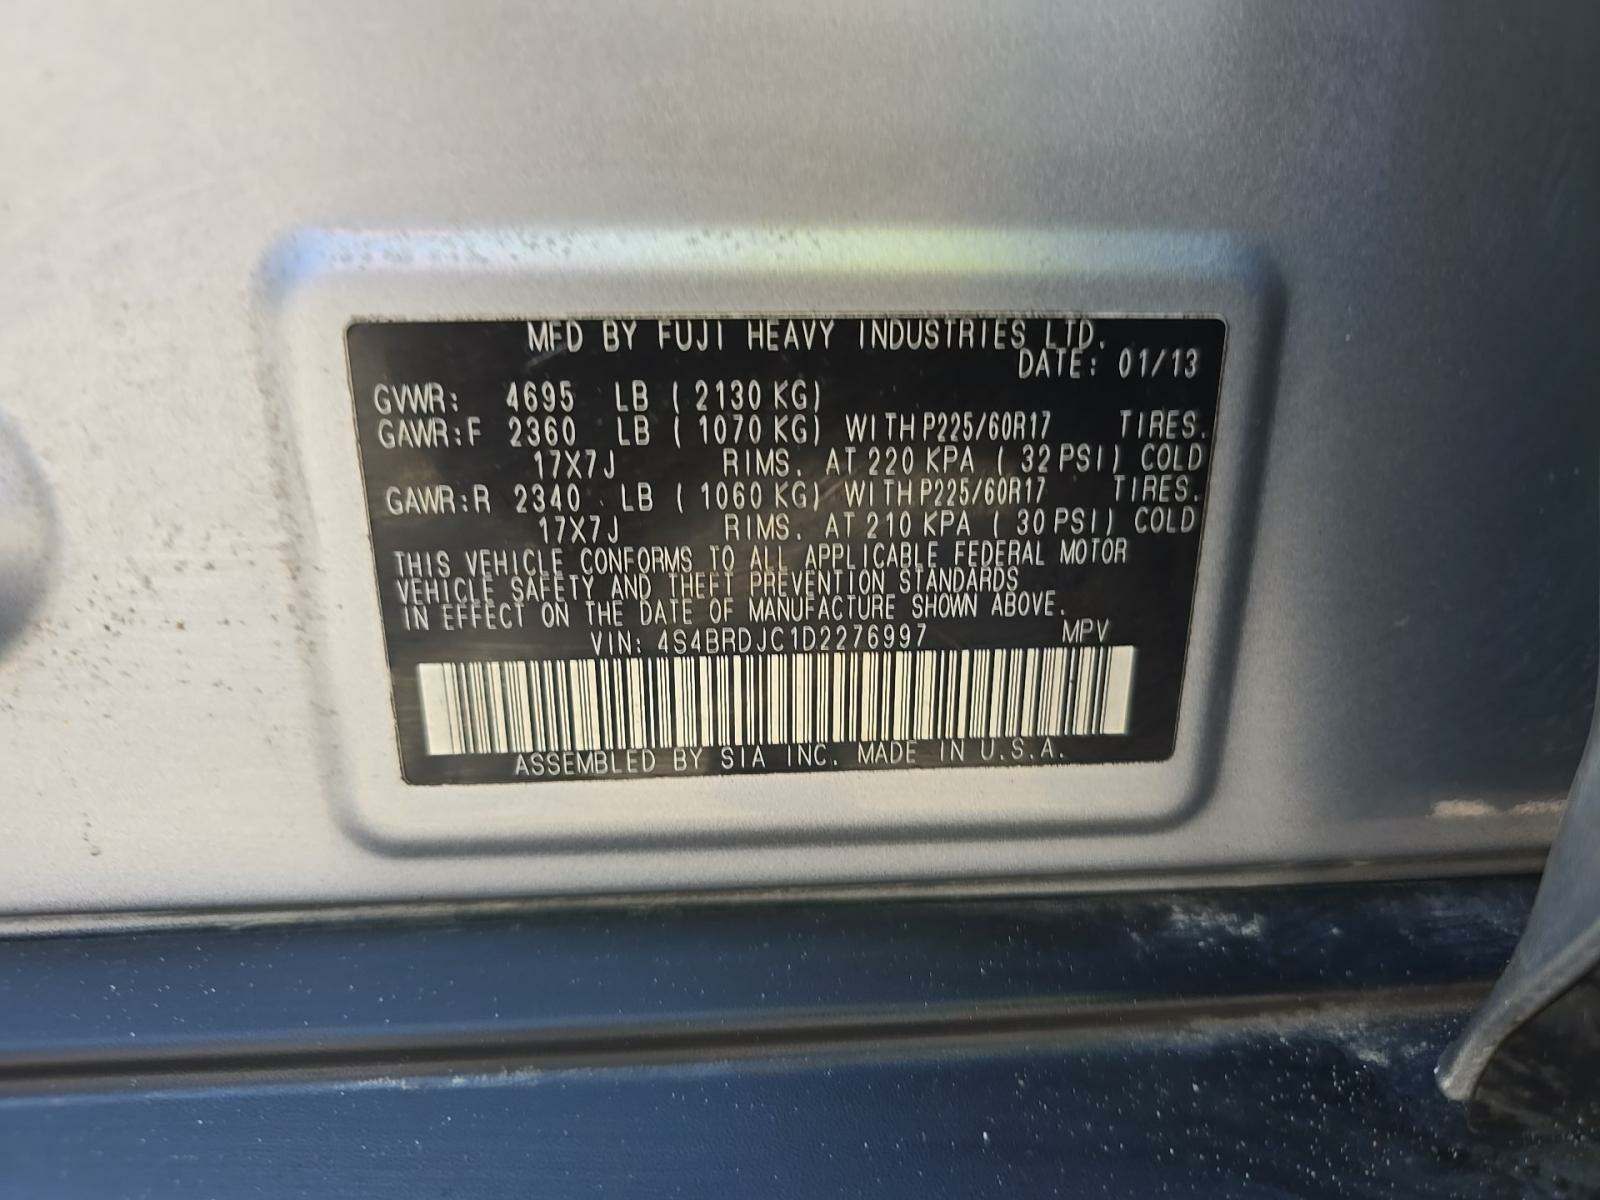 MFD BY FUJI HEAVY INDUSTRIES LTD.
DATE: 01/13
GVWR: 4695 LB ( 2130 KG)
GAWR:F 2360 LB ( 1070 KG) WITH P225/60R17 TIRES.
17X7J RIMS. AT 220 KPA ( 32 PSI) COLD
GAWR:R 2340 LB ( 1060 KG) WITH P225/60R17 TIRES.
17X7J RIMS. AT 210 KPA ( 30 PSI) COLD
THIS VEHICLE CONFORMS TO ALL APPLICABLE FEDERAL MOTOR
VEHICLE SAFETY AND THEFT PREVENTION STANDARDS
IN EFFECT ON THE DATE OF MANUFACTURE SHOWN ABOVE.
VIN: 4S4BRDJC1D2276997 MPV
ASSEMBLED BY SIA INC. MADE IN U.S.A.